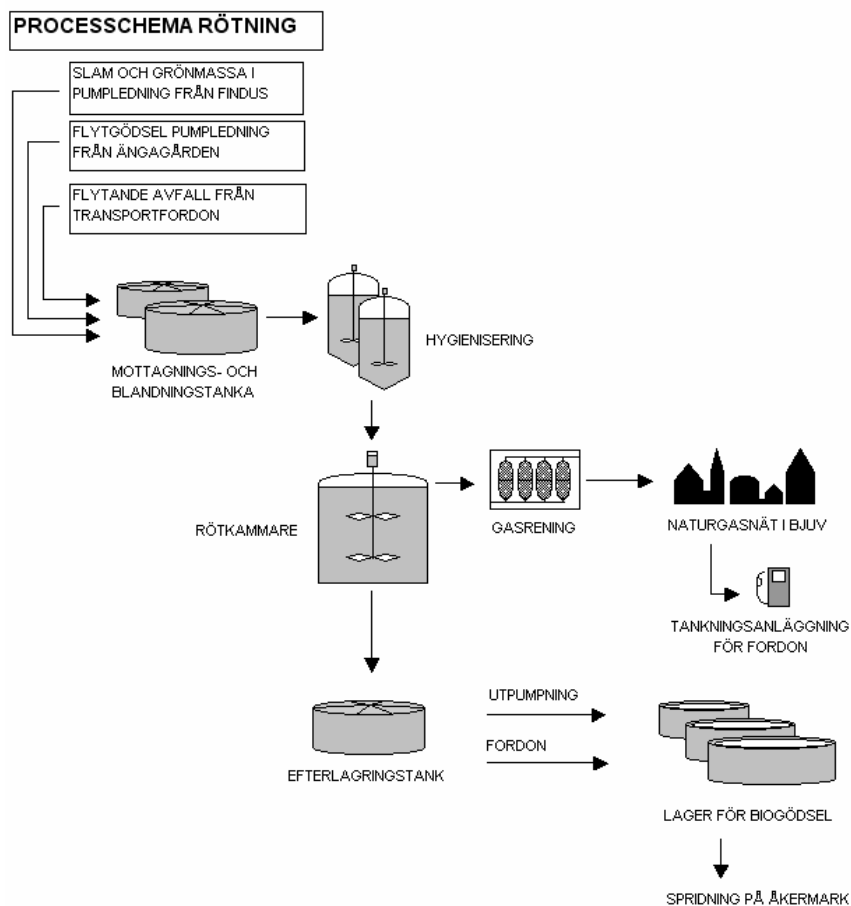 PROCESSCHEMA RÖTNING
SLAM OCH GRÖNMASSA I
PUMPLEDNING FRÅN FINDUS
FLYTGÖDSEL PUMPLEDNING
FRÅN ÄNGAGÅRDEN
FLYTANDE AVFALL FRÅN
TRANSPORTFORDON
HYGIENISERING
MOTTAGNINGS- OCH
BLANDNINGSTANKA
RÖTKAMMARE
GASRENING
NATURGASNÄT I BJUV
TANKNINGSANLÄGGNING
FÖR FORDON
UTPUMPNING
FORDON
EFTERLAGRINGSTANK
LAGER FÖR BIOGÖDSEL
SPRIDNING PÅ ÅKERMARK